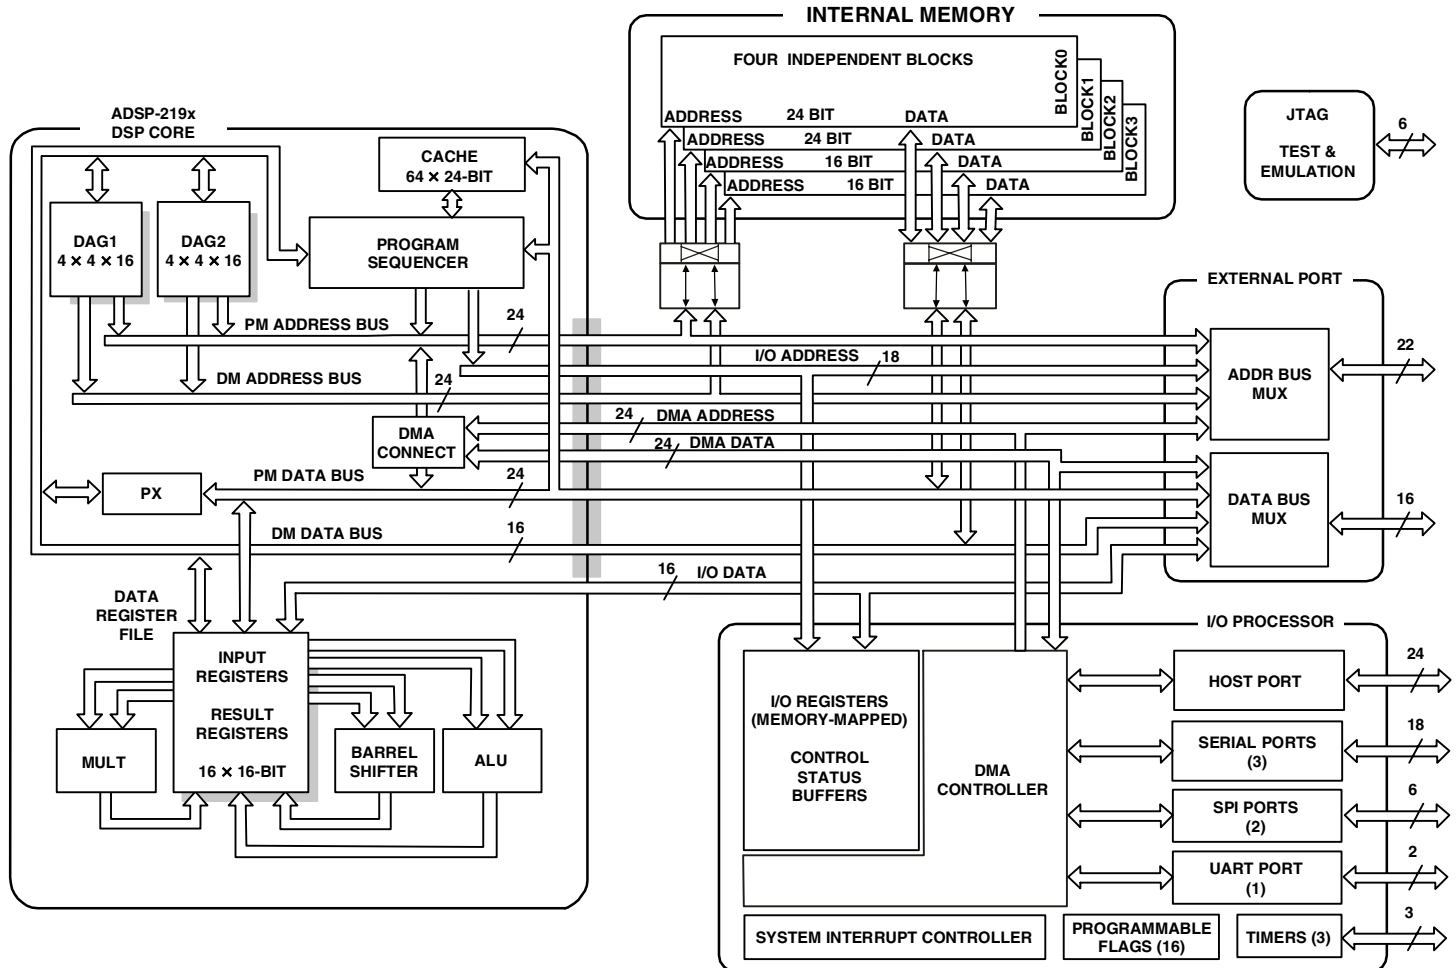 INTERNAL MEMORY
FOUR INDEPENDENT BLOCKS
BLOCK0
BLOCK1
BLOCK2
BLOCK3
ADDRESS 24 BIT DATA
ADDRESS 24 BIT DATA
ADDRESS 16 BIT DATA
ADDRESS 16 BIT DATA
JTAG
TEST &
EMULATION
6
ADSP-219x
DSP CORE
CACHE
64 × 24-BIT
DAG1
4 × 4 × 16
DAG2
4 × 4 × 16
PROGRAM
SEQUENCER
PM ADDRESS BUS
24
I/O ADDRESS
18
DM ADDRESS BUS
24
DMA
CONNECT
24
DMA ADDRESS
24
DMA DATA
PX
PM DATA BUS
24
DM DATA BUS
16
16
I/O DATA
EXTERNAL PORT
ADDR BUS
MUX
22
DATA BUS
MUX
16
DATA
REGISTER
FILE
INPUT
REGISTERS
RESULT
REGISTERS
16 × 16-BIT
MULT
BARREL
SHIFTER
ALU
I/O PROCESSOR
I/O REGISTERS
(MEMORY-MAPPED)
CONTROL
STATUS
BUFFERS
DMA
CONTROLLER
HOST PORT
24
SERIAL PORTS
(3)
18
SPI PORTS
(2)
6
UART PORT
(1)
2
SYSTEM INTERRUPT CONTROLLER
PROGRAMMABLE
FLAGS (16)
TIMERS (3)
3